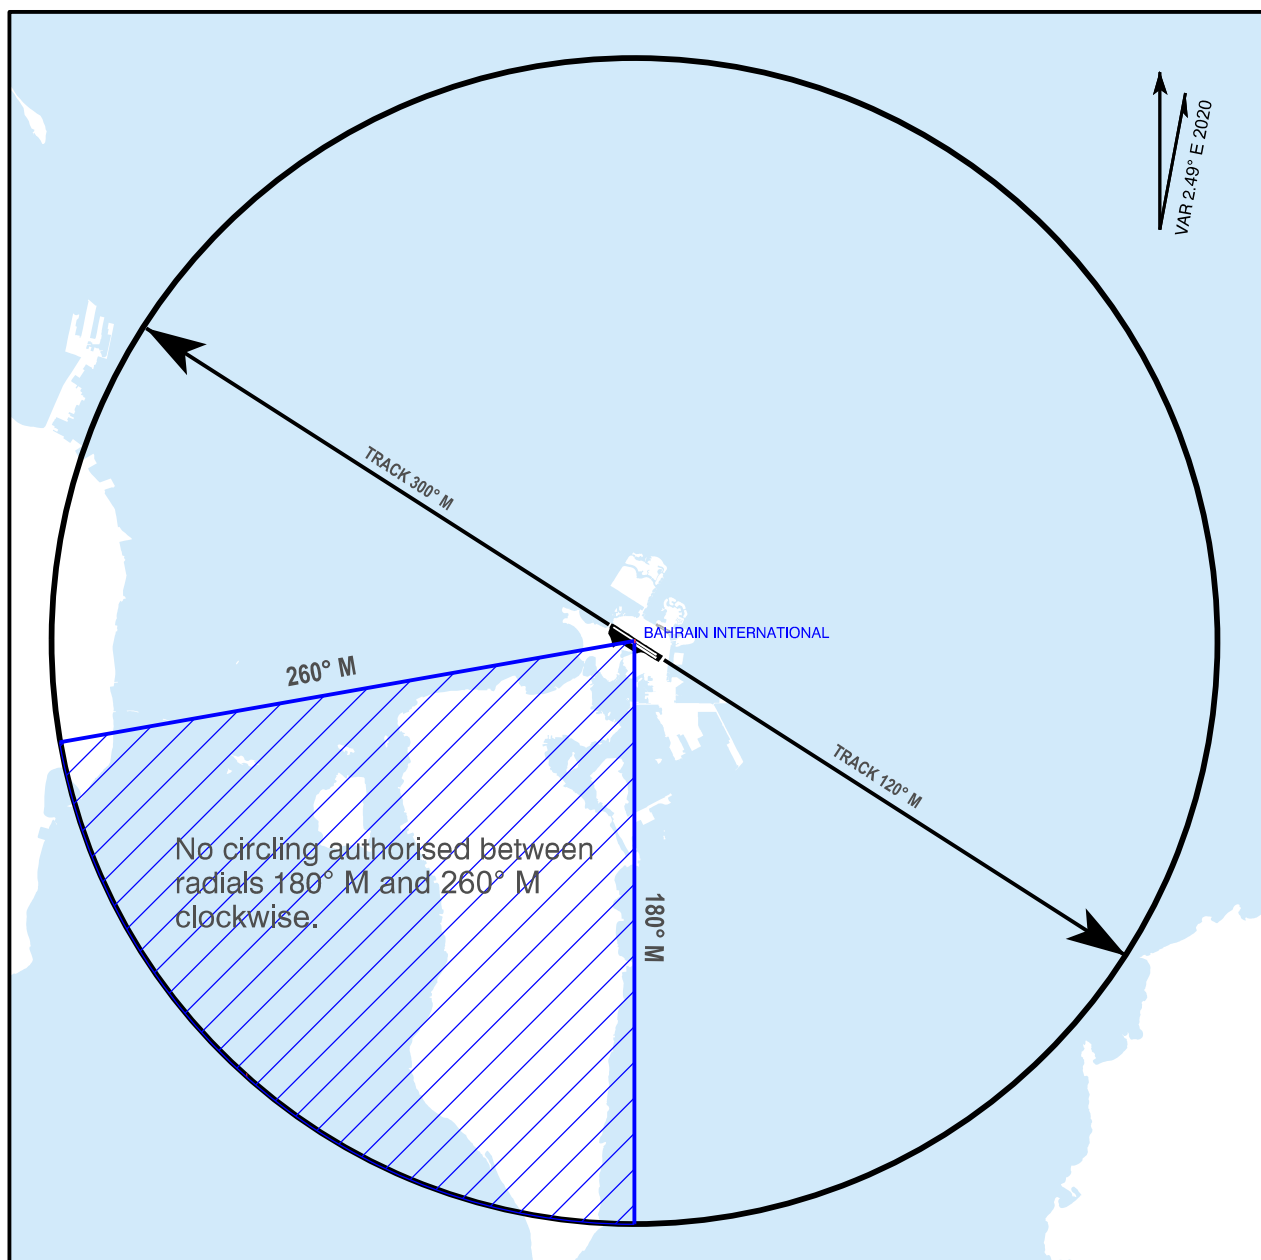 VAR 2.49° E 2020
TRACK 300° M
BAHRAIN INTERNATIONAL
260° M
TRACK 120° M
No circling authorised between
radials 180° M and 260° M
clockwise.
180° M